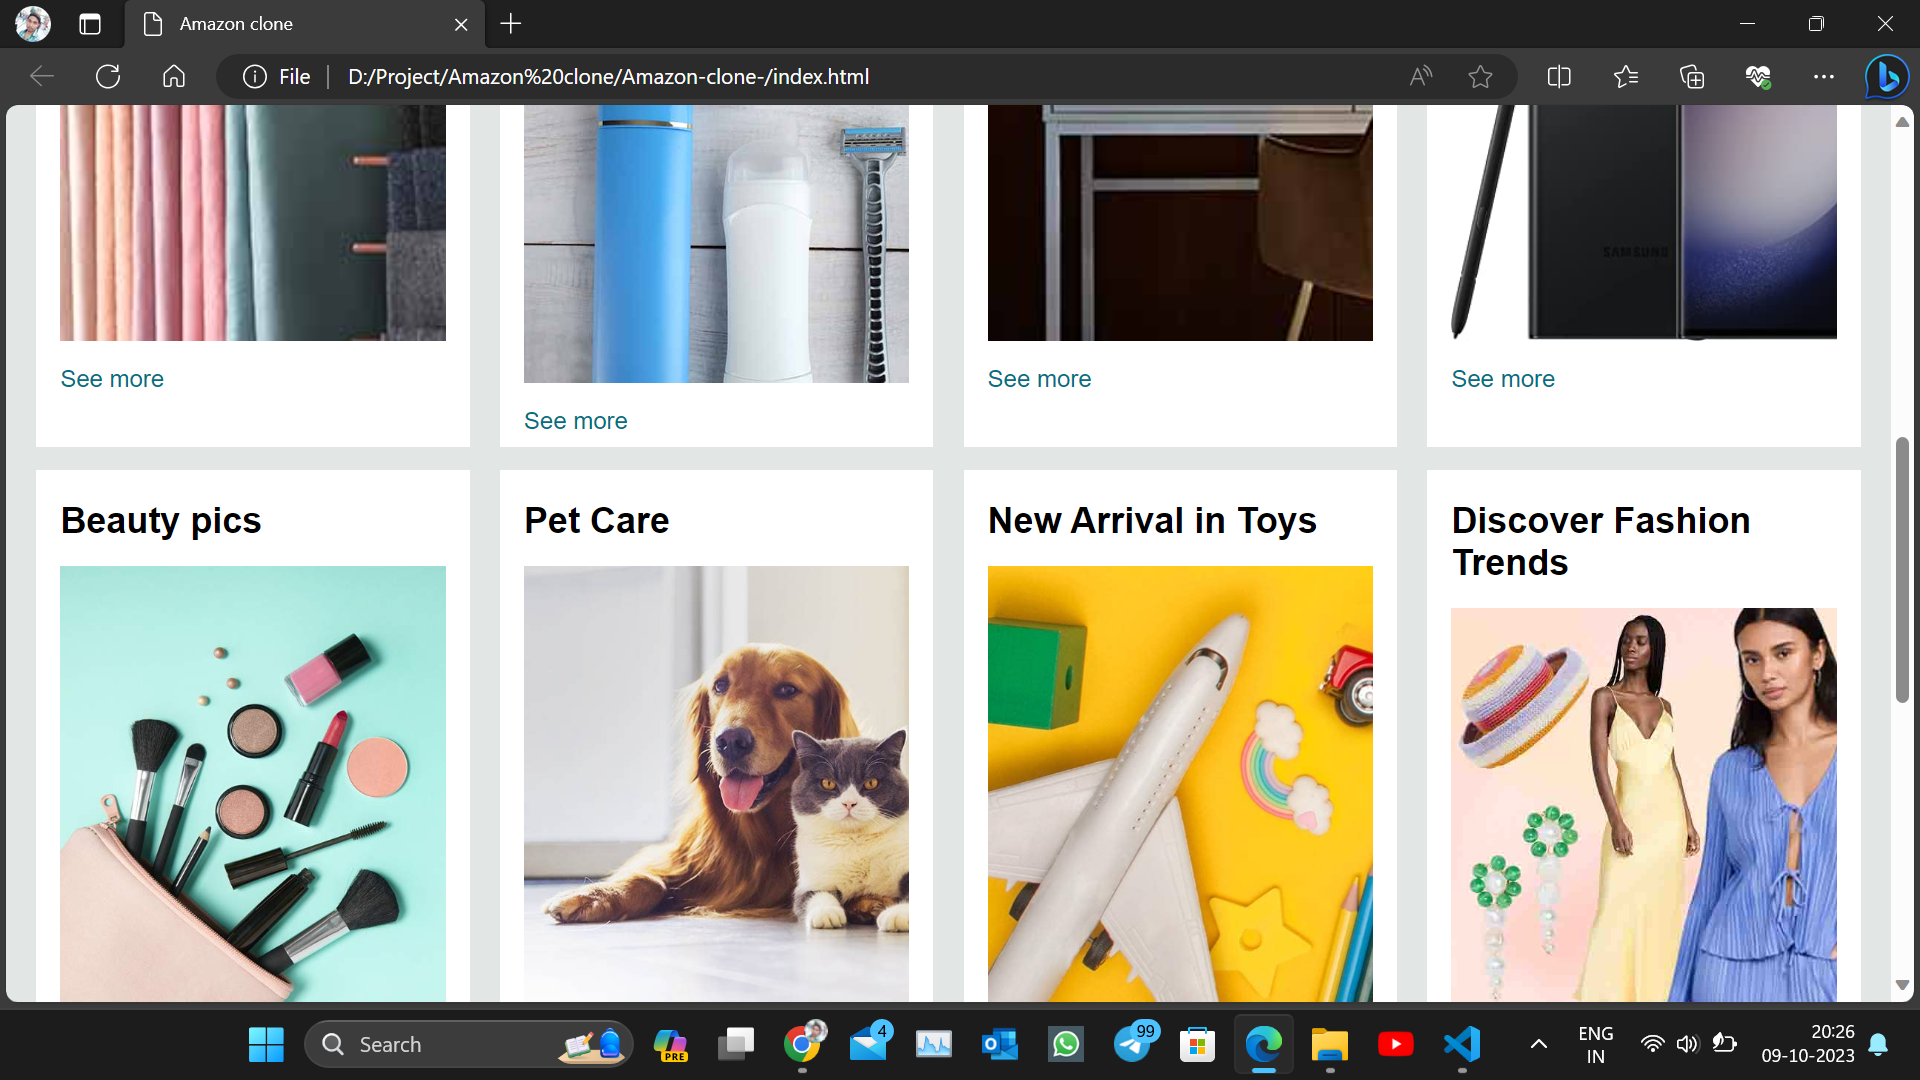 Amazon clone
File
D:/Project/Amazon%20clone/Amazon-clone-/index.html
SAMSUNG
See more
See more
See more
See more
Beauty pics
Pet Care
New Arrival in Toys
Discover Fashion
Trends
Search
PRE
4
99
ENG
IN
20:26
09-10-2023